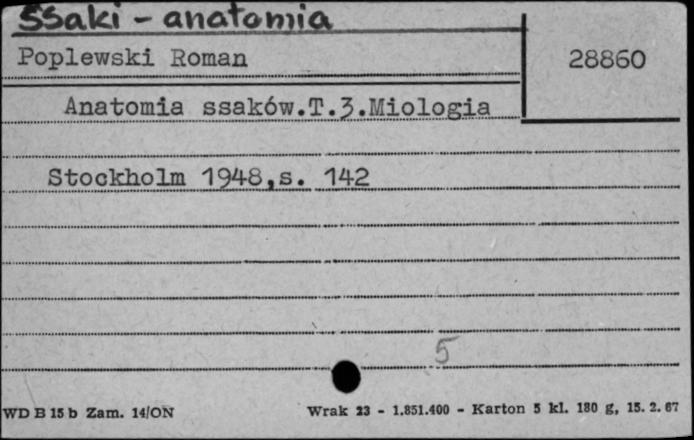 Ssaki - anatomia
Poplewski Roman
28860
Anatomia ssaków.T.3.Miologia
Stockholm 1948,s. 142
5
WD B 15 b Zam. 14/ON
Wrak 23 - 1.851.400 - Karton 5 kl. 180 g, 15. 2. 67